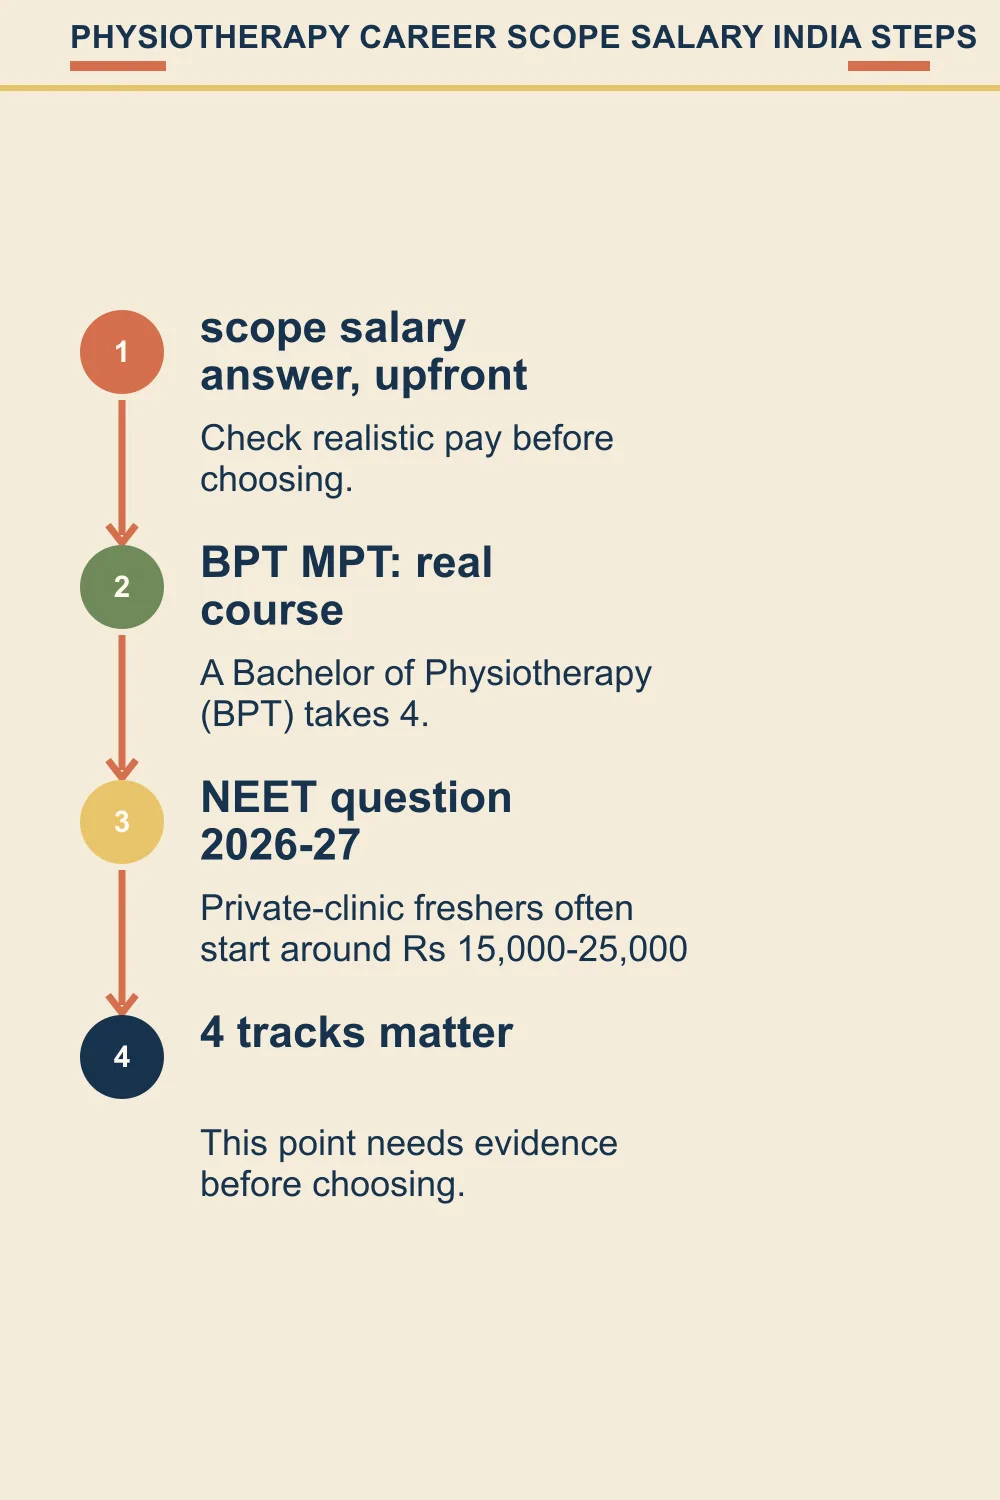 PHYSIOTHERAPY CAREER SCOPE SALARY INDIA STEPS
1
scope salary
answer, upfront
Check realistic pay before
choosing.
2
BPT MPT: real
course
A Bachelor of Physiotherapy
(BPT) takes 4.
3
NEET question
2026-27
Private-clinic freshers often
start around Rs 15,000-25,000
4
4 tracks matter
This point needs evidence
before choosing.